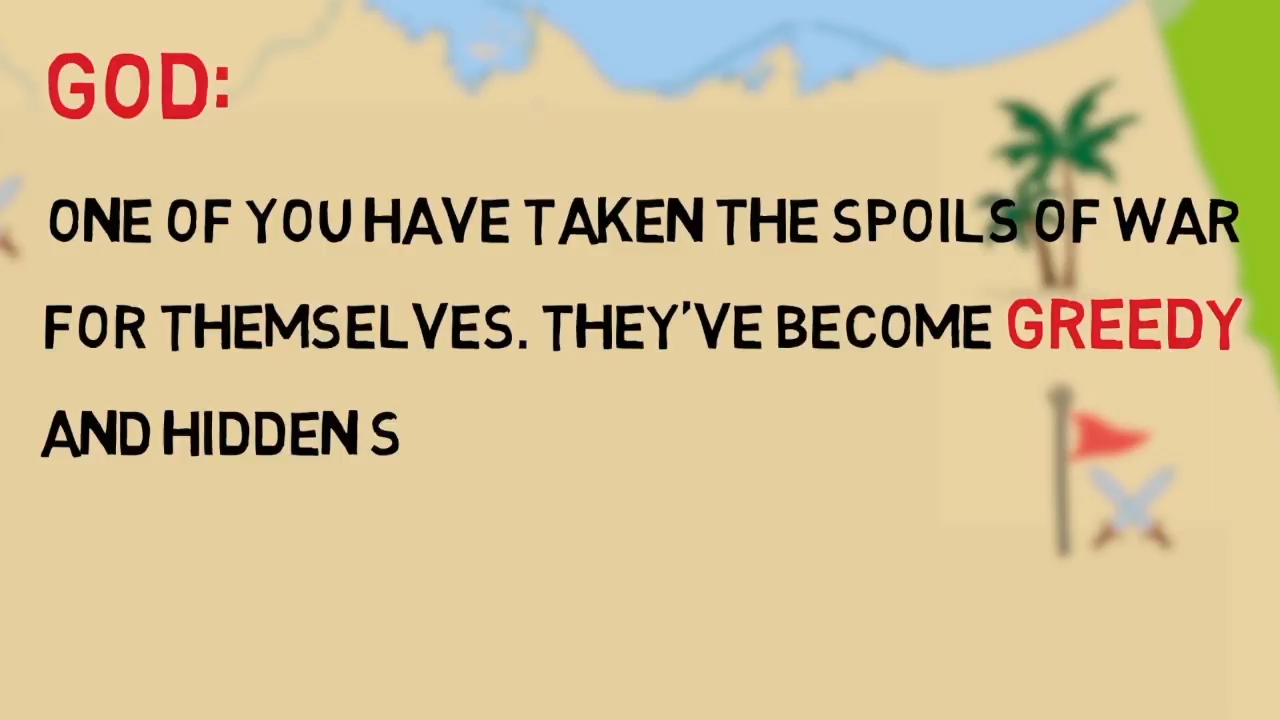 GOD:
ONE OF YOU HAVE TAKEN THE SPOILS OF WAR
FOR THEMSELVES. THEY'VE BECOME GREEDY
AND HIDDEN S